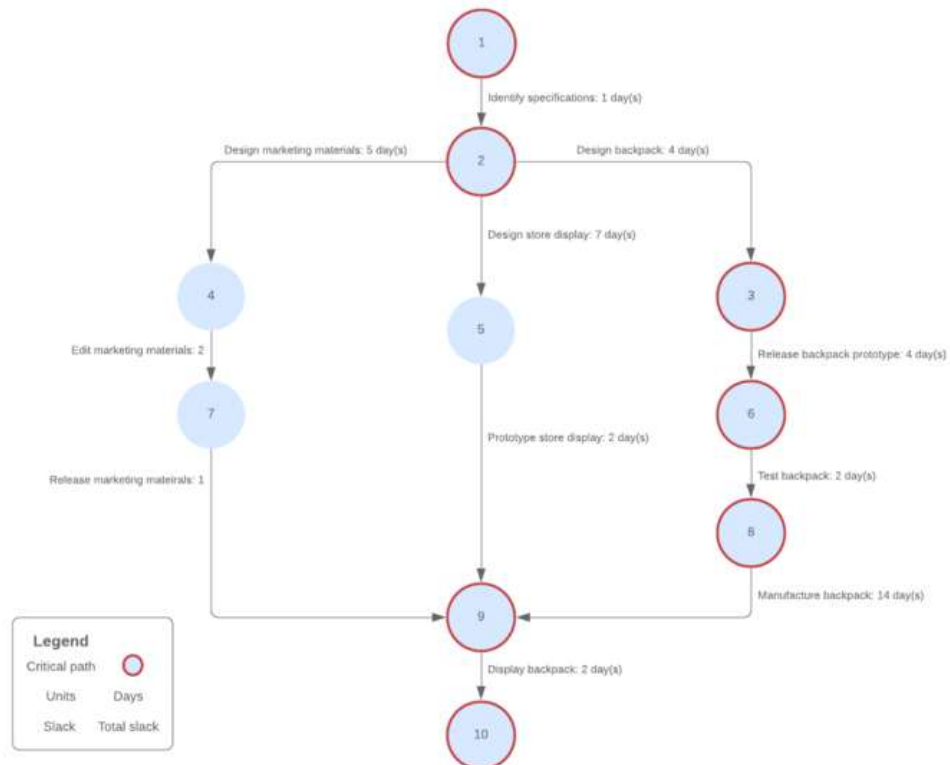 1
Identify specifications: 1 day(s)
Design marketing materials: 5 day(s)
2
Design backpack: 4 day(s)
Design store display: 7 day(s)
4
5
3
Edit marketing materials: 2
Release backpack prototype: 4 day(s)
7
6
Prototype store display: 2 day(s)
Release marketing mateirals: 1
Test backpack: 2 day(s)
8
Manufacture backpack: 14 day(s)
9
Legend
Critical path
Units Days
Slack Total slack
Display backpack: 2 day(s)
10